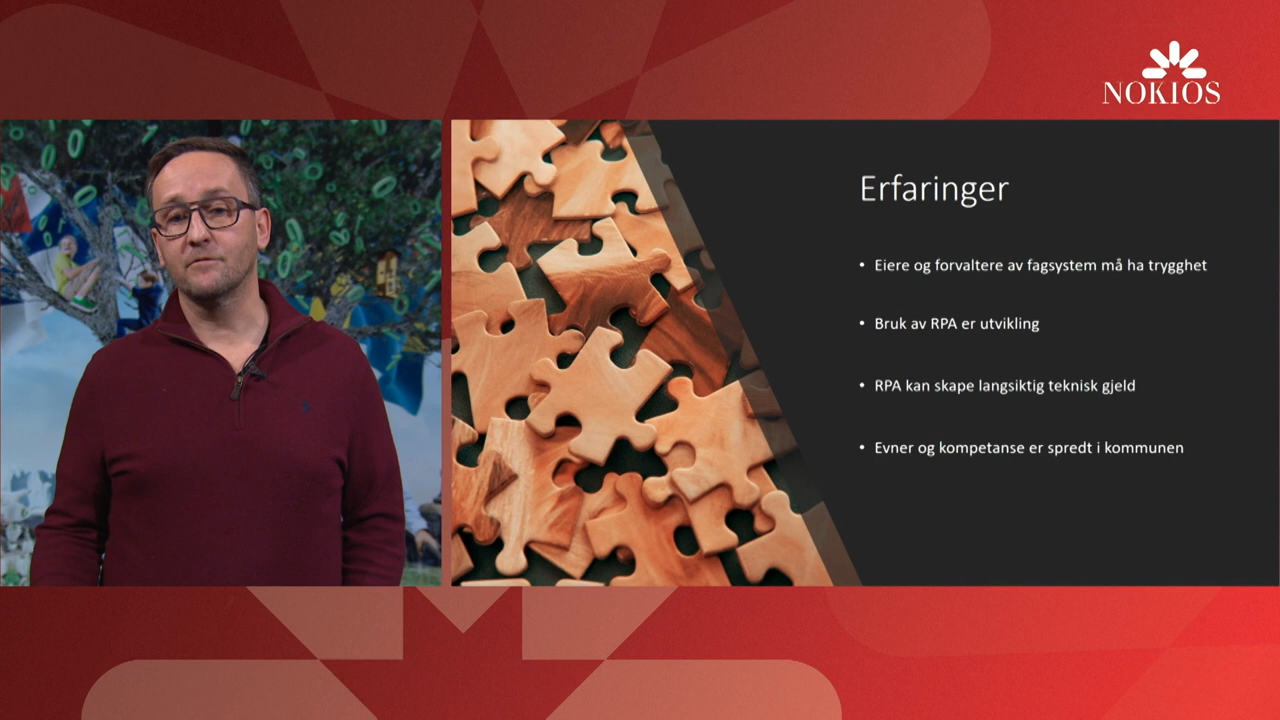 NOKIOS
Erfaringer
• Eiere og forvaltere av fagsystem må ha trygghet
• Bruk av RPA er utvikling
• RPA kan skape langsiktig teknisk gjeld
• Evner og kompetanse er spredt i kommunen